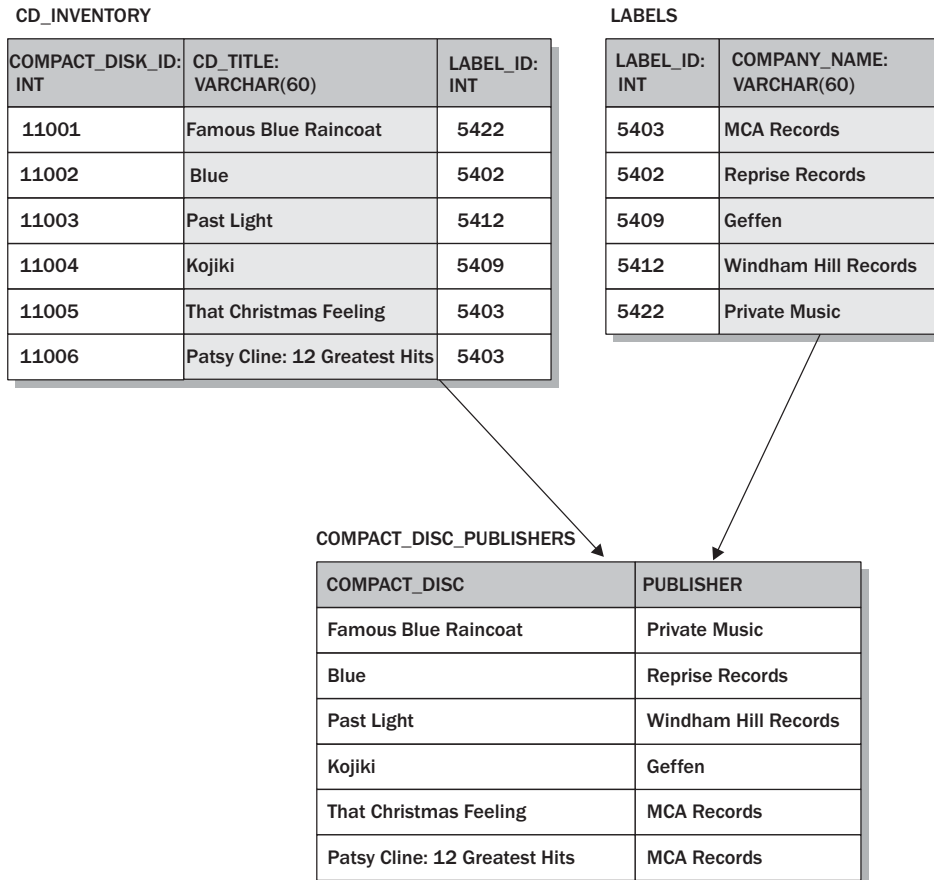 CD_INVENTORY
COMPACT_DISK_ID: INT CD_TITLE: VARCHAR(60) LABEL_ID: INT
11001 Famous Blue Raincoat 5422
11002 Blue 5402
11003 Past Light 5412
11004 Kojiki 5409
11005 That Christmas Feeling 5403
11006 Patsy Cline: 12 Greatest Hits 5403
LABELS
LABEL_ID: INT COMPANY_NAME: VARCHAR(60)
5403 MCA Records
5402 Reprise Records
5409 Geffen
5412 Windham Hill Records
5422 Private Music
COMPACT_DISC_PUBLISHERS
COMPACT_DISC PUBLISHER
Famous Blue Raincoat Private Music
Blue Reprise Records
Past Light Windham Hill Records
Kojiki Geffen
That Christmas Feeling MCA Records
Patsy Cline: 12 Greatest Hits MCA Records